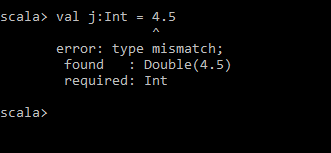 scala> val j:Int = 4.5
                   ^
       error: type mismatch;
        found   : Double(4.5)
        required: Int

scala>